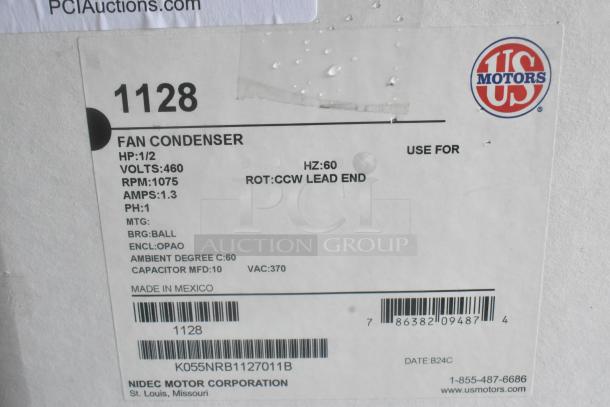 PCIAuctions.com
1128
US
MOTORS
®
FAN CONDENSER
HP:1/2
VOLTS:460 HZ:60 USE FOR
RPM:1075 ROT:CCW LEAD END
AMPS:1.3
PH:1
MTG:
BRG:BALL
ENCL:OPAO
AMBIENT DEGREE C:60
CAPACITOR MFD:10 VAC:370
PCI
AUCTION GROUP
MADE IN MEXICO
1128
7 86382 09487 4
K055NRB1127011B
DATE:B24C
NIDEC MOTOR CORPORATION 1-855-487-6686
St. Louis, Missouri www.usmotors.com